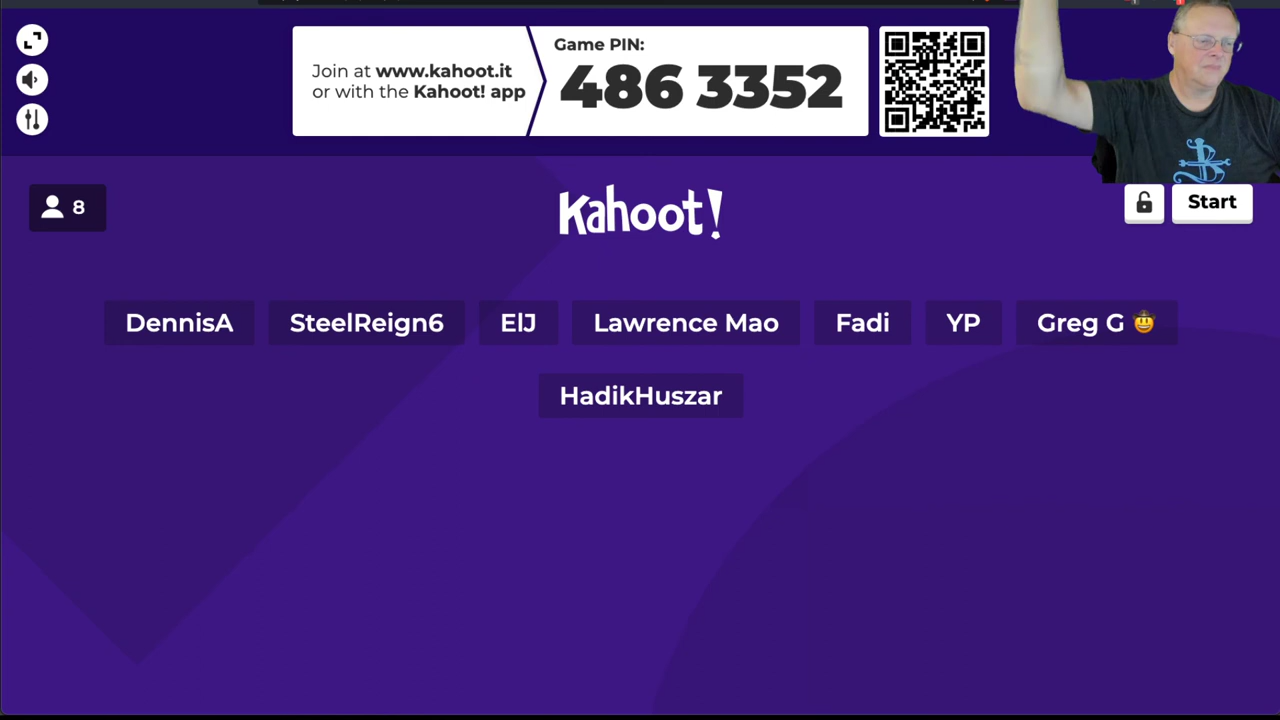 Join at www.kahoot.it
or with the Kahoot! app
Game PIN:
486 3352
8
Kahoot!
Start
DennisA SteelReign6 ElJ Lawrence Mao Fadi YP Greg G 🤠
HadikHuszar